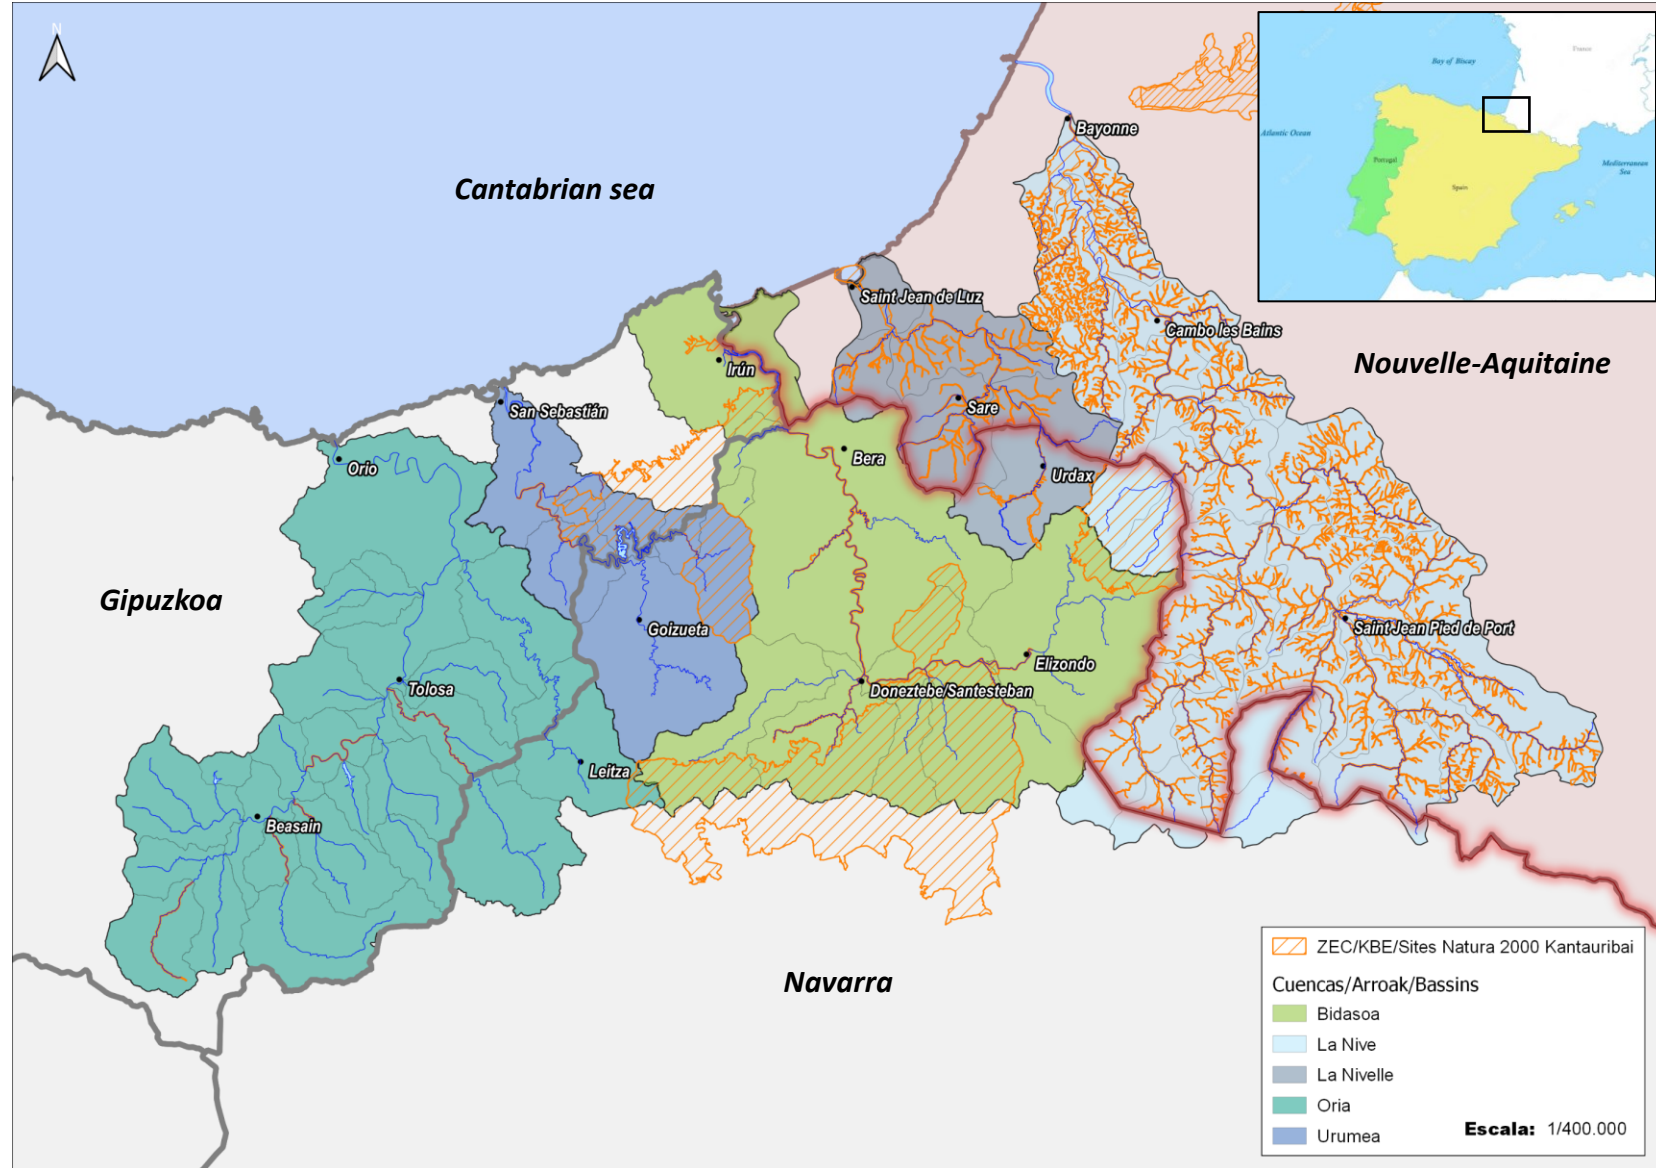 N
Bay of Biscay
France
Atlantic Ocean
Portugal
Spain
Mediterranean
Sea
Bayonne
Cantabrian sea
Saint Jean de Luz
Cambo les Bains
Nouvelle-Aquitaine
Irún
San Sebastián
Sare
Bera
Orio
Urdax
Gipuzkoa
Goizueta
Saint Jean Pied de Port
Elizondo
Tolosa
Doneztebe/Santesteban
Leitza
Beasain
Navarra
ZEC/KBE/Sites Natura 2000 Kantauribai
Cuencas/Arroak/Bassins
Bidasoa
La Nive
La Nivelle
Oria
Urumea
Escala: 1/400.000